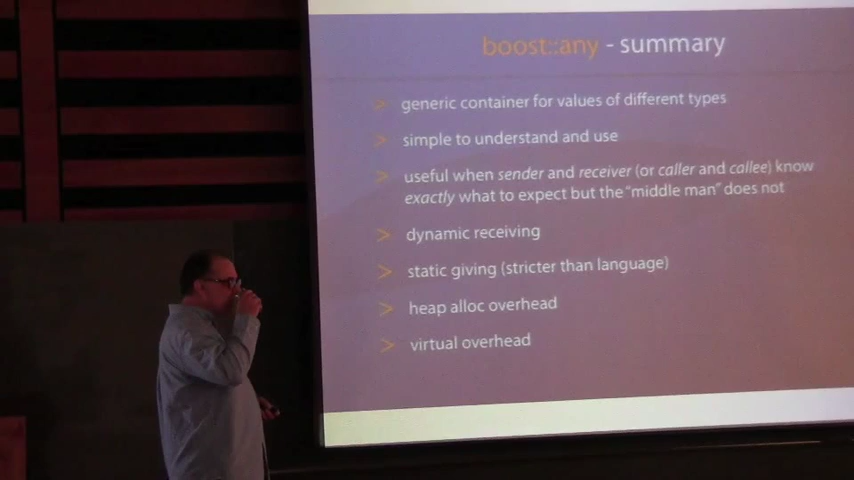 boost::any - summary
> generic container for values of different types
> simple to understand and use
> useful when sender and receiver (or caller and callee) know
exactly what to expect but the "middle man" does not
> dynamic receiving
> static giving (stricter than language)
> heap alloc overhead
> virtual overhead